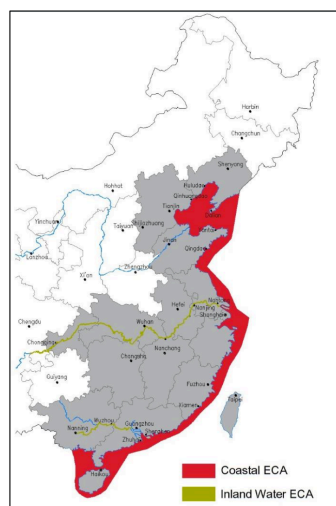 Harbin
Changchun
Shenyang
Hohhot
Huludao
Qinhuangdao
Tianjin
Dalian
Yinchuan
Taiyuan
Shijiazhuang
Yantai
Jinan
Qingdao
Lanzhou
Zhengzhou
Xi'an
Nantong
Hefei
Nanjing
Shanghai
Chengdu
Wuhan
Chongqing
Nanchang
Changsha
Guiyang
Fuzhou
Taipei
Xiamen
Wuzhou
Guangzhou
Nanning
Shenzhen
Zhuhai
Haikou
Coastal ECA
Inland Water ECA